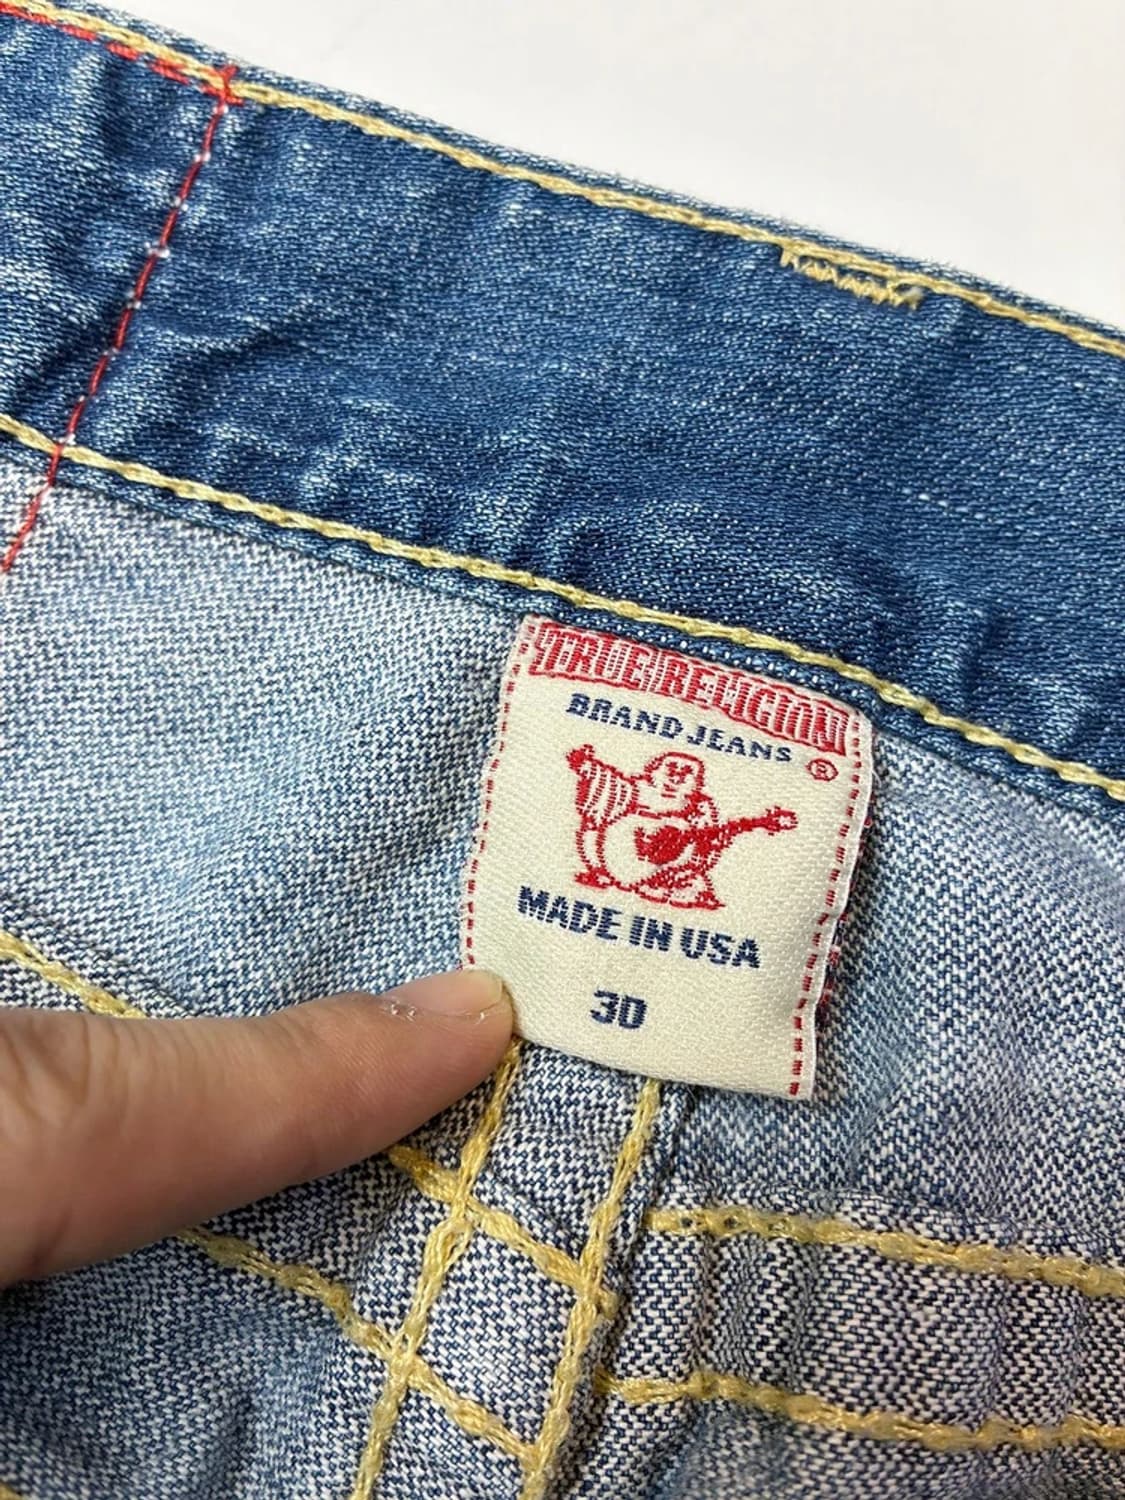 TRUE RELIGION
BRAND JEANS
®
MADE IN USA
30